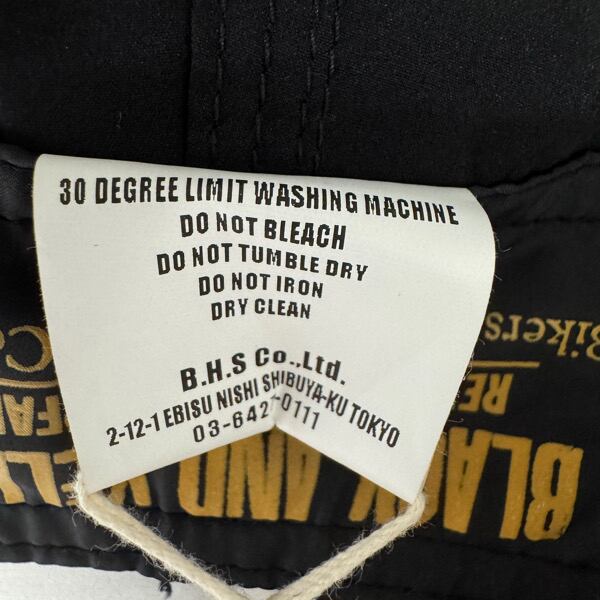 30 DEGREE LIMIT WASHING MACHINE
DO NOT BLEACH
DO NOT TUMBLE DRY
DO NOT IRON
DRY CLEAN
B.H.S Co.,Ltd.
2-12-1 EBISU NISHI SHIBUYA-KU TOKYO
Bikers
BLACK AND